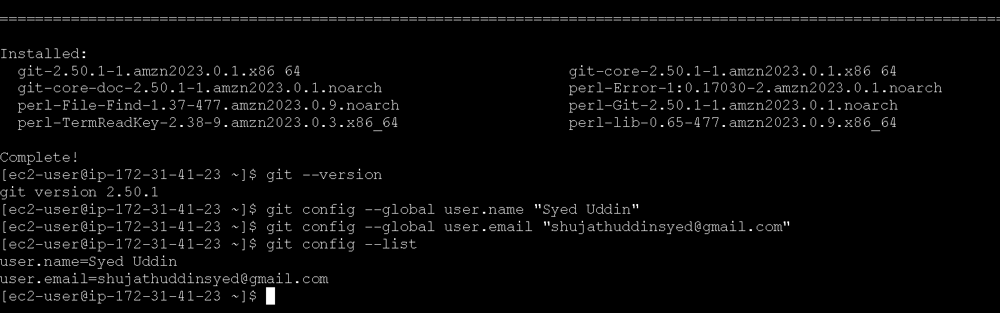 ================================================================================================================
Installed:
git-2.50.1-1.amzn2023.0.1.x86_64 git-core-2.50.1-1.amzn2023.0.1.x86_64
git-core-doc-2.50.1-1.amzn2023.0.1.noarch perl-Error-1:0.17030-2.amzn2023.0.1.noarch
perl-File-Find-1.37-477.amzn2023.0.9.noarch perl-Git-2.50.1-1.amzn2023.0.1.noarch
perl-TermReadKey-2.38-9.amzn2023.0.3.x86_64 perl-lib-0.65-477.amzn2023.0.9.x86_64
Complete!
[ec2-user@ip-172-31-41-23 ~]$ git --version
git version 2.50.1
[ec2-user@ip-172-31-41-23 ~]$ git config --global user.name "Syed Uddin"
[ec2-user@ip-172-31-41-23 ~]$ git config --global user.email "shujathuddinsyed@gmail.com"
[ec2-user@ip-172-31-41-23 ~]$ git config --list
user.name=Syed Uddin
user.email=shujathuddinsyed@gmail.com
[ec2-user@ip-172-31-41-23 ~]$